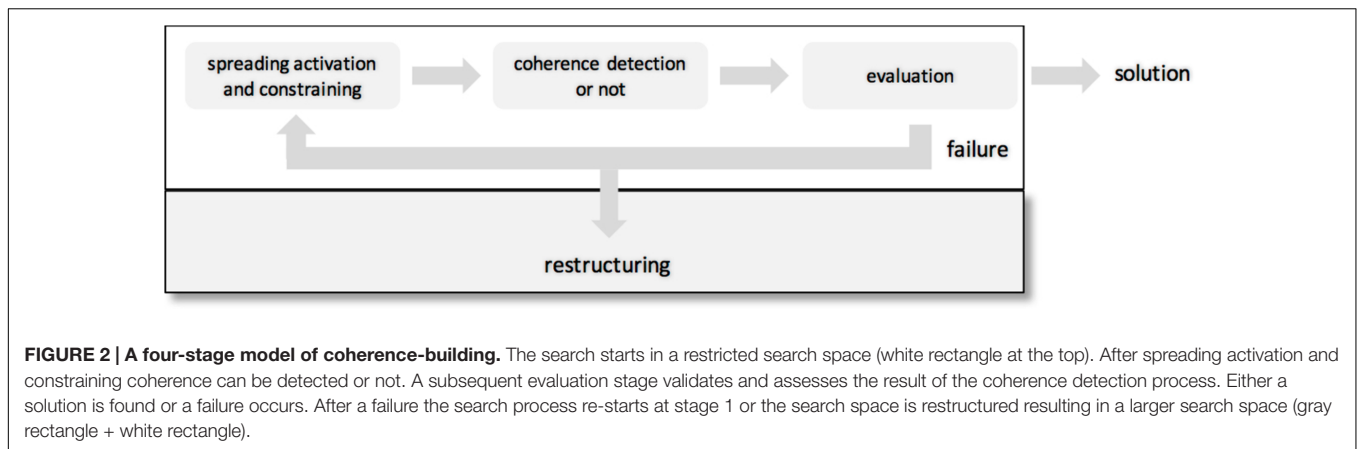 spreading activation
and constraining
coherence detection
or not
evaluation
solution
failure
restructuring
FIGURE 2 | A four-stage model of coherence-building. The search starts in a restricted search space (white rectangle at the top). After spreading activation and
constraining coherence can be detected or not. A subsequent evaluation stage validates and assesses the result of the coherence detection process. Either a
solution is found or a failure occurs. After a failure the search process re-starts at stage 1 or the search space is restructured resulting in a larger search space (gray
rectangle + white rectangle).